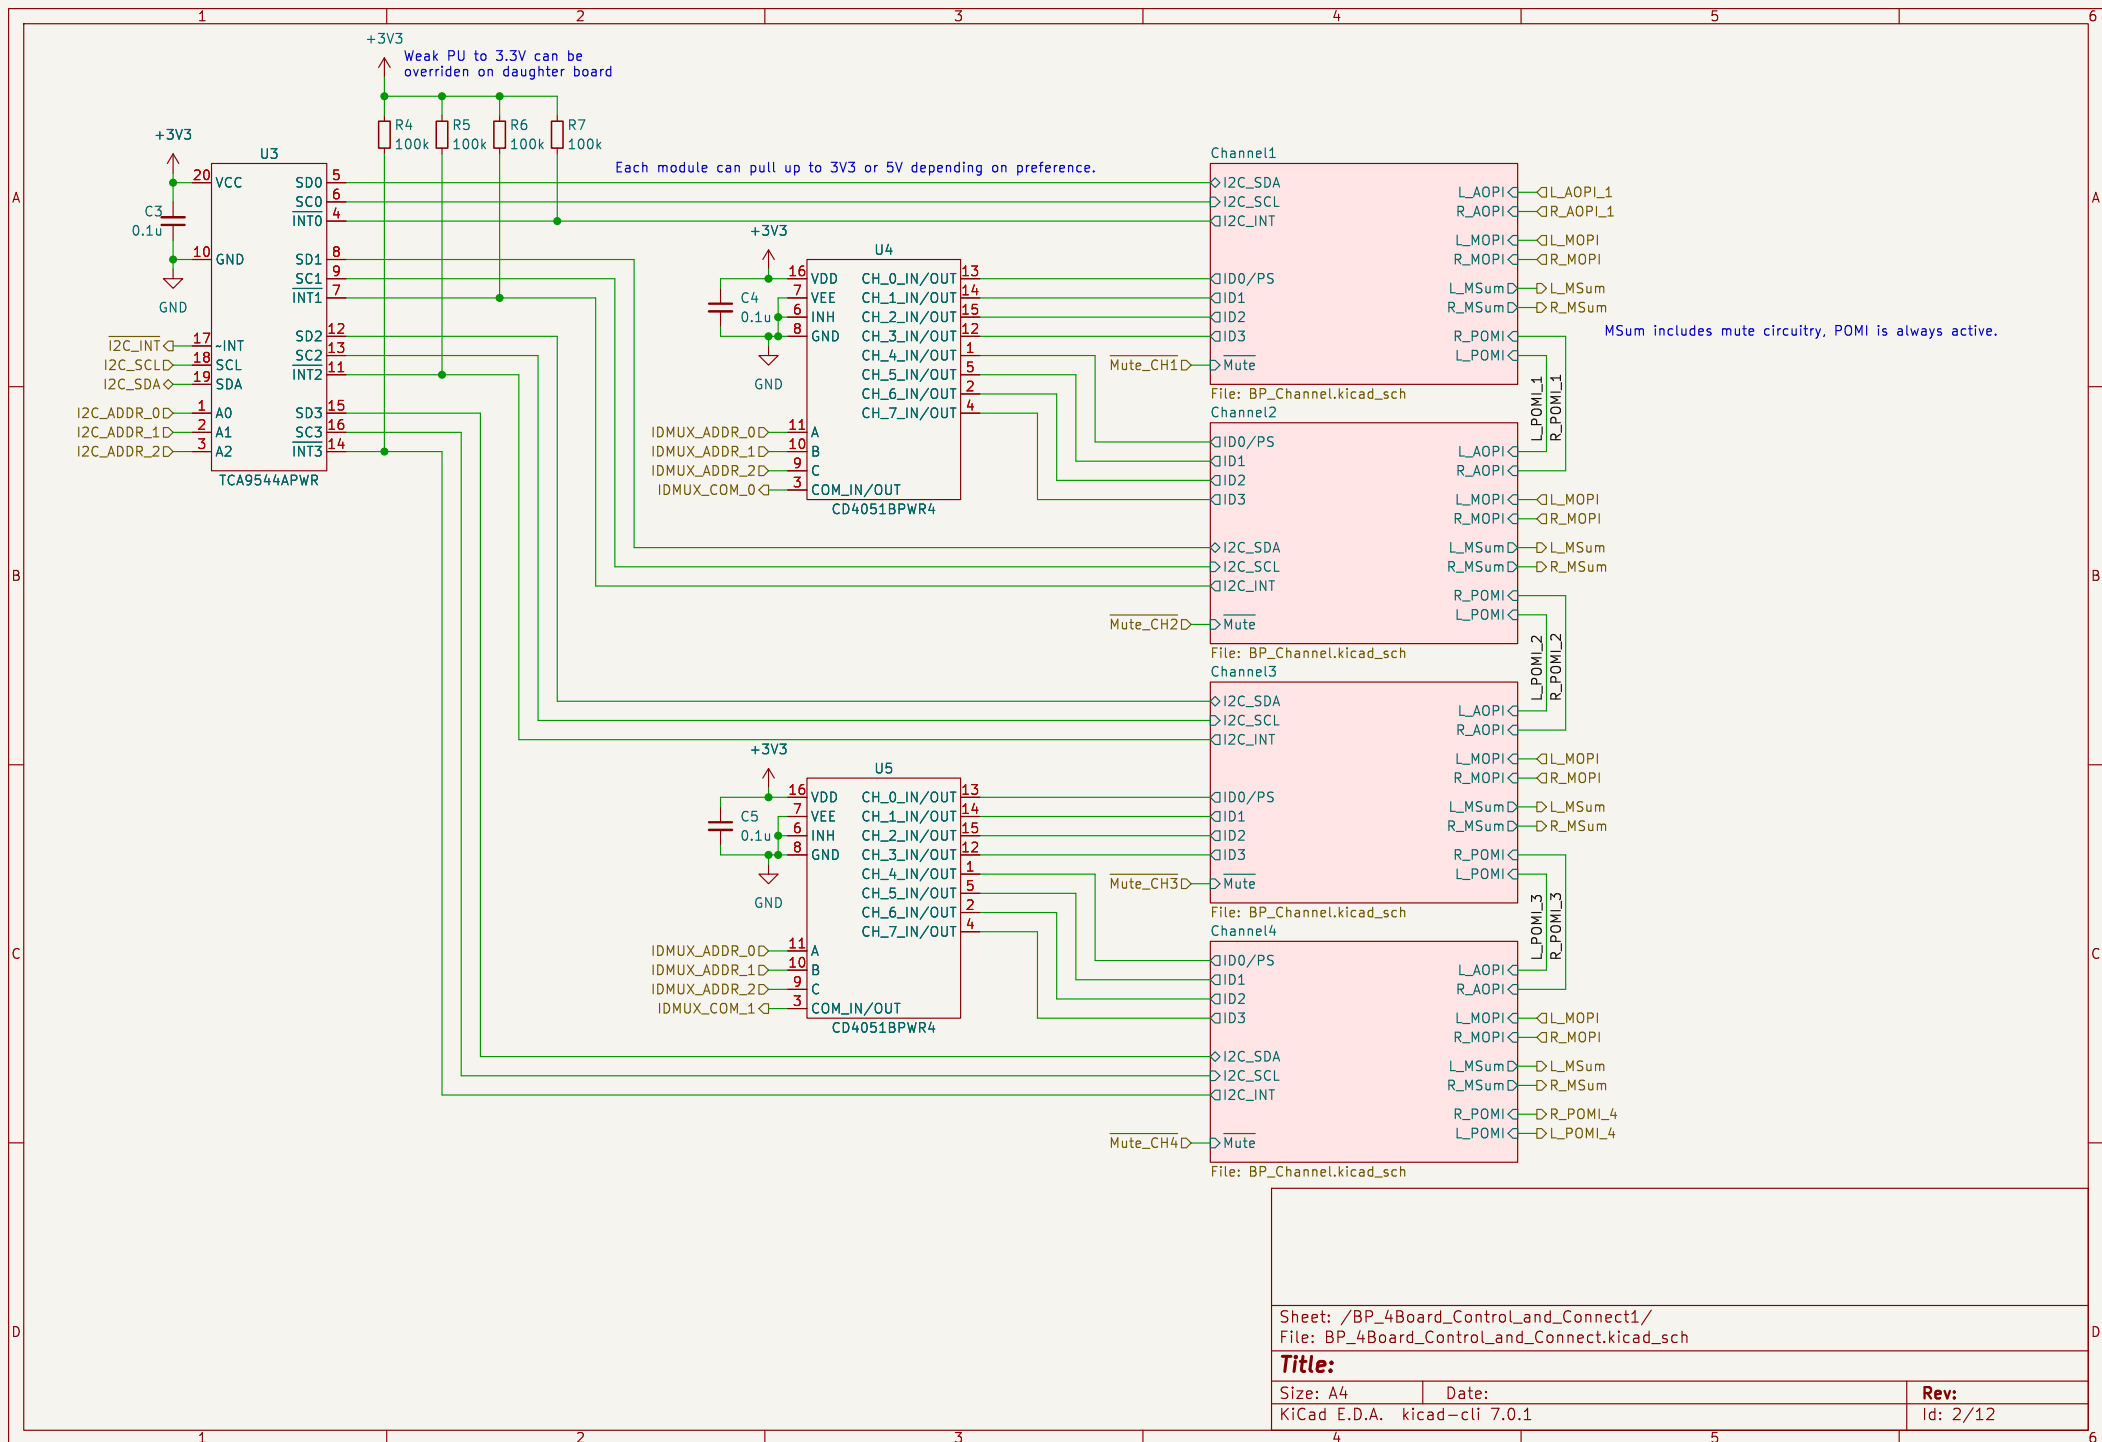 1 2 3 4 5 6
A
B
C
D
A
B
C
D
1 2 3 4 5 6
+3V3
Weak PU to 3.3V can be
overriden on daughter board
R4
100k
R5
100k
R6
100k
R7
100k
+3V3
C3
0.1u
GND
U3
20 VCC
10 GND
17 ~INT
18 SCL
19 SDA
1 A0
2 A1
3 A2
SD0 5
SC0 6
INT0 4
SD1 8
SC1 9
INT1 7
SD2 12
SC2 13
INT2 11
SD3 15
SC3 16
INT3 14
TCA9544APWR
I2C_INT
I2C_SCL
I2C_SDA
I2C_ADDR_0
I2C_ADDR_1
I2C_ADDR_2
Each module can pull up to 3V3 or 5V depending on preference.
+3V3
C4
0.1u
GND
U4
16 VDD
7 VEE
6 INH
8 GND
11 A
10 B
9 C
3 COM_IN/OUT
CH_0_IN/OUT 13
CH_1_IN/OUT 14
CH_2_IN/OUT 15
CH_3_IN/OUT 12
CH_4_IN/OUT 1
CH_5_IN/OUT 5
CH_6_IN/OUT 2
CH_7_IN/OUT 4
CD4051BPWR4
IDMUX_ADDR_0
IDMUX_ADDR_1
IDMUX_ADDR_2
IDMUX_COM_0
+3V3
C5
0.1u
GND
U5
16 VDD
7 VEE
6 INH
8 GND
11 A
10 B
9 C
3 COM_IN/OUT
CH_0_IN/OUT 13
CH_1_IN/OUT 14
CH_2_IN/OUT 15
CH_3_IN/OUT 12
CH_4_IN/OUT 1
CH_5_IN/OUT 5
CH_6_IN/OUT 2
CH_7_IN/OUT 4
CD4051BPWR4
IDMUX_ADDR_0
IDMUX_ADDR_1
IDMUX_ADDR_2
IDMUX_COM_1
Channel1
I2C_SDA
I2C_SCL
I2C_INT
ID0/PS
ID1
ID2
ID3
Mute_CH1 Mute
L_AOPI L_AOPI_1
R_AOPI R_AOPI_1
L_MOPI L_MOPI
R_MOPI R_MOPI
L_MSum L_MSum
R_MSum R_MSum
R_POMI
L_POMI
File: BP_Channel.kicad_sch
MSum includes mute circuitry, POMI is always active.
L_POMI_1
R_POMI_1
Channel2
ID0/PS
ID1
ID2
ID3
I2C_SDA
I2C_SCL
I2C_INT
Mute_CH2 Mute
L_AOPI
R_AOPI
L_MOPI L_MOPI
R_MOPI R_MOPI
L_MSum L_MSum
R_MSum R_MSum
R_POMI
L_POMI
File: BP_Channel.kicad_sch
L_POMI_2
R_POMI_2
Channel3
I2C_SDA
I2C_SCL
I2C_INT
ID0/PS
ID1
ID2
ID3
Mute_CH3 Mute
L_AOPI
R_AOPI
L_MOPI L_MOPI
R_MOPI R_MOPI
L_MSum L_MSum
R_MSum R_MSum
R_POMI
L_POMI
File: BP_Channel.kicad_sch
L_POMI_3
R_POMI_3
Channel4
ID0/PS
ID1
ID2
ID3
I2C_SDA
I2C_SCL
I2C_INT
Mute_CH4 Mute
L_AOPI
R_AOPI
L_MOPI L_MOPI
R_MOPI R_MOPI
L_MSum L_MSum
R_MSum R_MSum
R_POMI R_POMI_4
L_POMI L_POMI_4
File: BP_Channel.kicad_sch
Sheet: /BP_4Board_Control_and_Connect1/
File: BP_4Board_Control_and_Connect.kicad_sch
Title:
Size: A4 Date: Rev:
KiCad E.D.A. kicad-cli 7.0.1 Id: 2/12